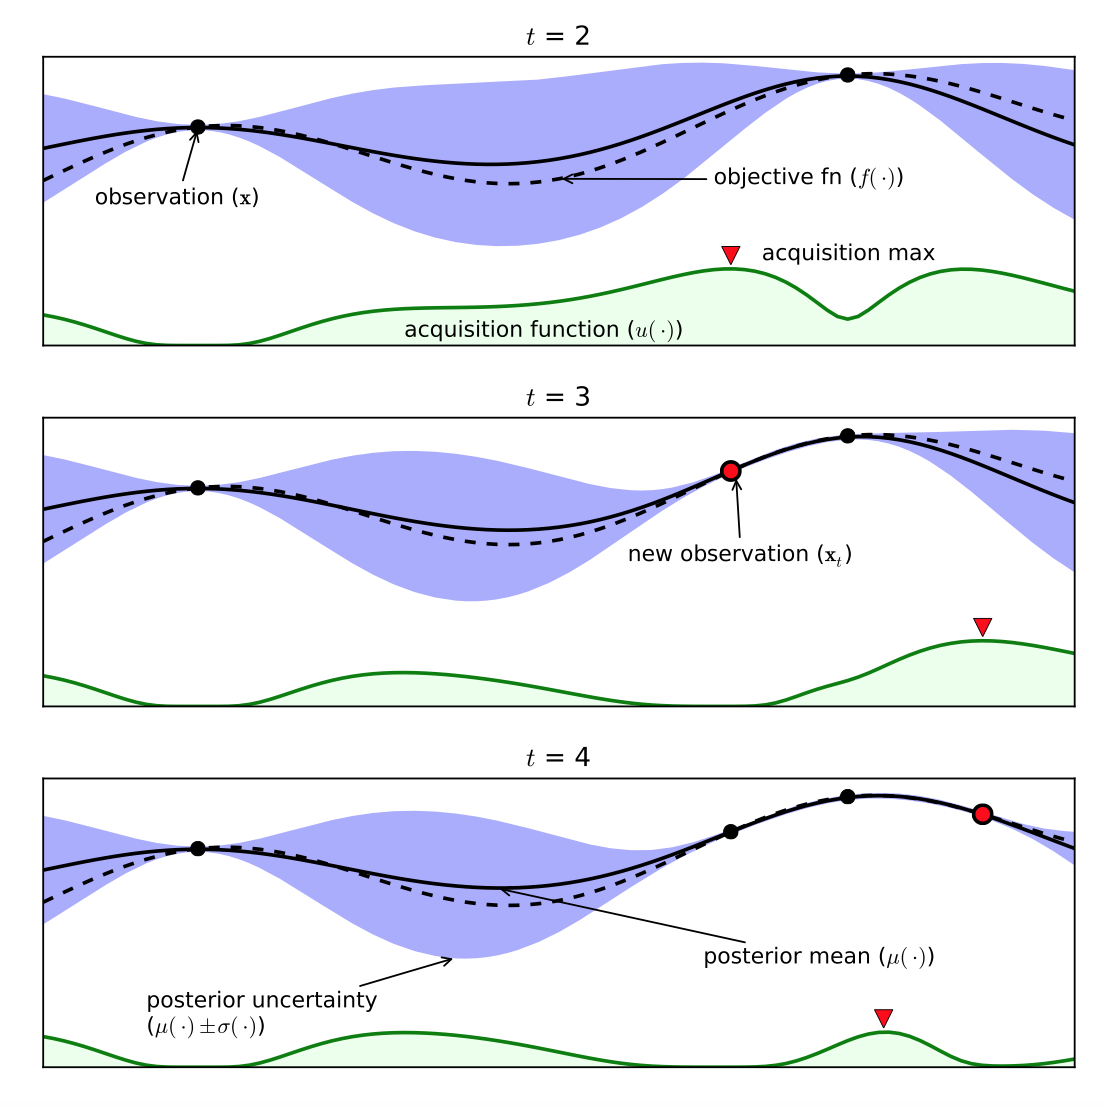 t = 2
observation (x)
objective fn (f(·))
acquisition max
acquisition function (u(·))
t = 3
new observation (xₜ)
t = 4
posterior mean (μ(·))
posterior uncertainty
(μ(·)±σ(·))